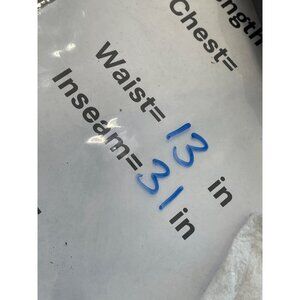 Chest=
Waist= 13 in
Inseam= 31 in